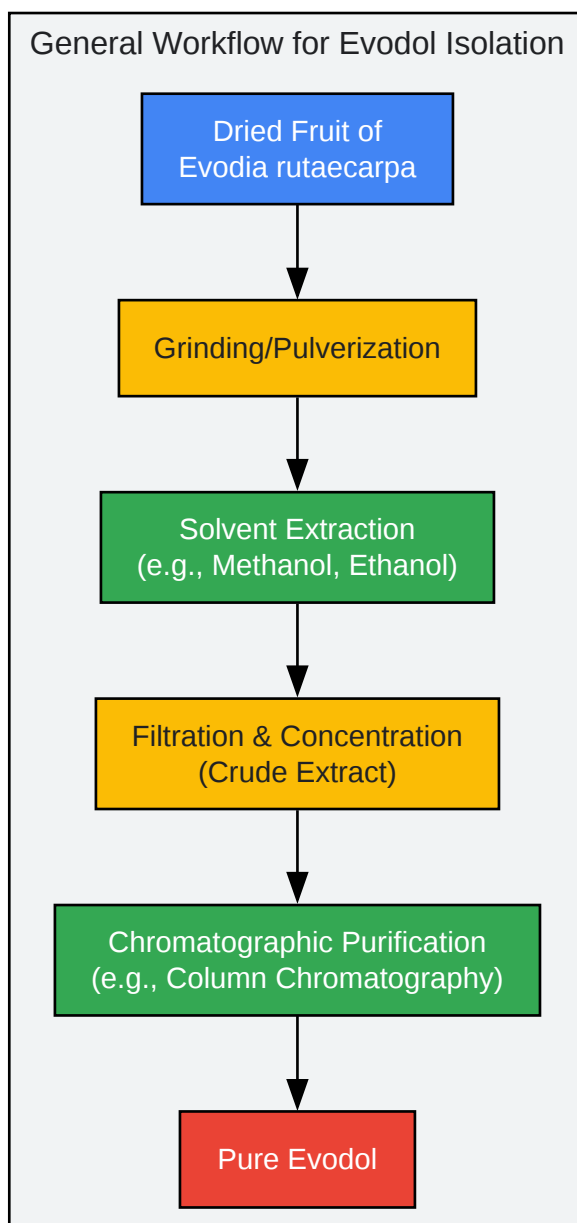 General Workflow for Evodol Isolation
Dried Fruit of
Evodia rutaecarpa
Grinding/Pulverization
Solvent Extraction
(e.g., Methanol, Ethanol)
Filtration & Concentration
(Crude Extract)
Chromatographic Purification
(e.g., Column Chromatography)
Pure Evodol